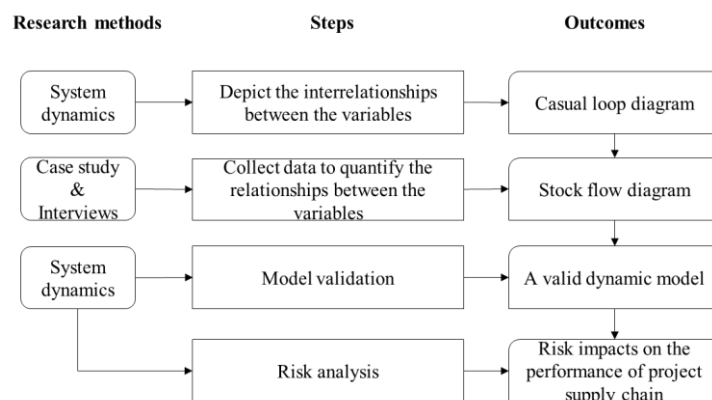 Research methods
Steps
Outcomes
System
dynamics
Depict the interrelationships
between the variables
Casual loop diagram
Case study
&
Interviews
Collect data to quantify the
relationships between the
variables
Stock flow diagram
System
dynamics
Model validation
A valid dynamic model
Risk analysis
Risk impacts on the
performance of project
supply chain